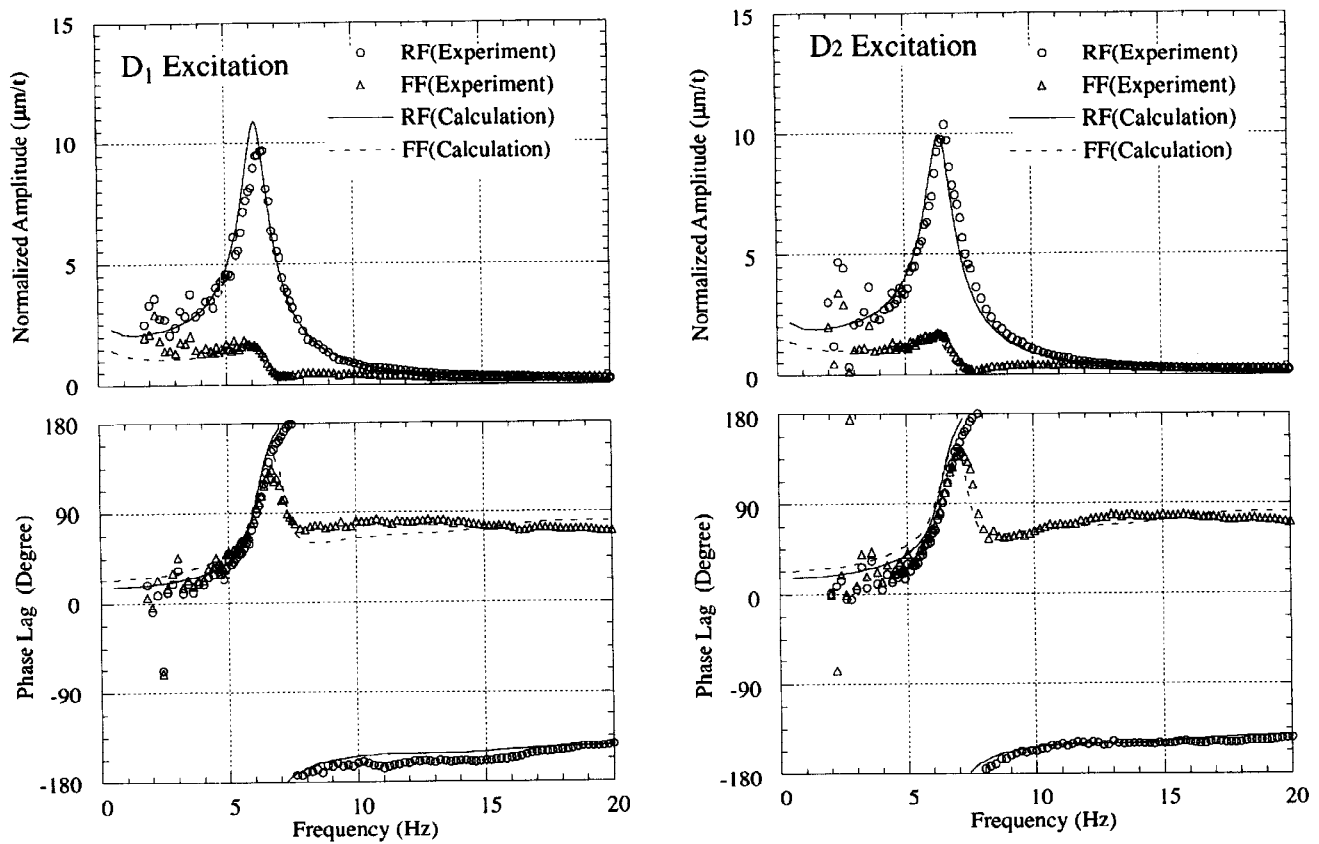 15
10
5
0
Normalized Amplitude (μm/t)
D1 Excitation
RF(Experiment)
FF(Experiment)
RF(Calculation)
FF(Calculation)
180
90
0
-90
-180
Phase Lag (Degree)
0 5 10 15 20
Frequency (Hz)
15
10
5
0
Normalized Amplitude (μm/t)
D2 Excitation
RF(Experiment)
FF(Experiment)
RF(Calculation)
FF(Calculation)
180
90
0
-90
-180
Phase Lag (Degree)
0 5 10 15 20
Frequency (Hz)